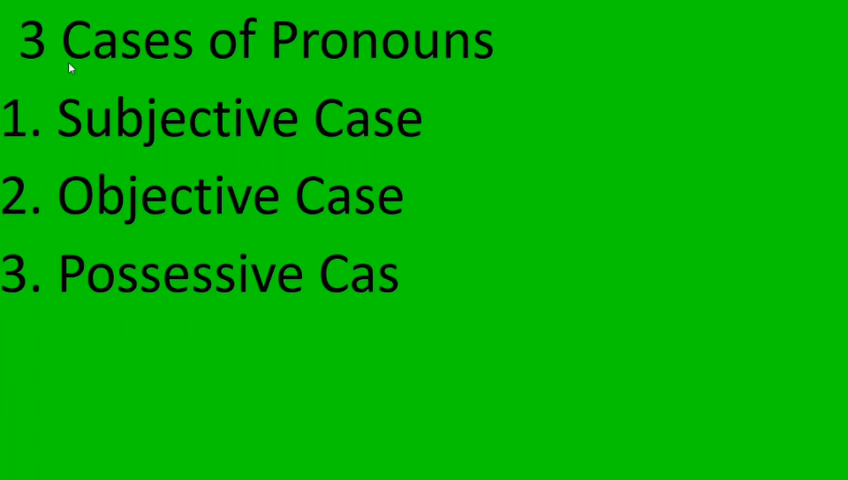 3 Cases of Pronouns
1. Subjective Case
2. Objective Case
3. Possessive Cas